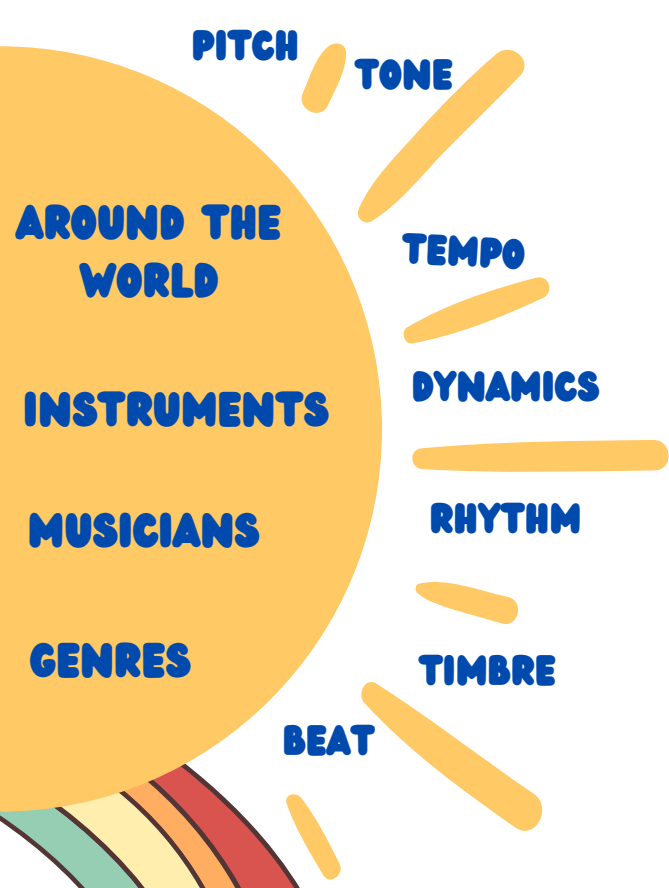 PITCH
TONE
AROUND THE
WORLD
TEMPO
INSTRUMENTS
DYNAMICS
MUSICIANS
RHYTHM
GENRES
TIMBRE
BEAT